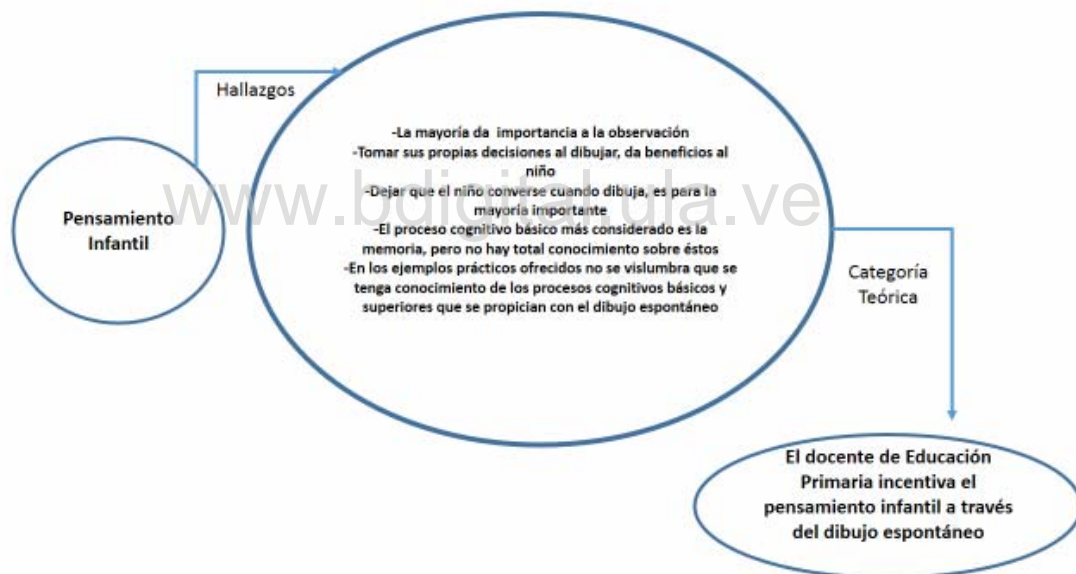 Hallazgos
Pensamiento
Infantil
-La mayoría da importancia a la observación
-Tomar sus propias decisiones al dibujar, da beneficios al
niño
-Dejar que el niño converse cuando dibuja, es para la
mayoría importante
-El proceso cognitivo básico más considerado es la
memoria, pero no hay total conocimiento sobre éstos
-En los ejemplos prácticos ofrecidos no se vislumbra que se
tenga conocimiento de los procesos cognitivos básicos y
superiores que se propician con el dibujo espontáneo
www.bdigital.ula.ve
Categoría
Teórica
El docente de Educación
Primaria incentiva el
pensamiento infantil a través
del dibujo espontáneo